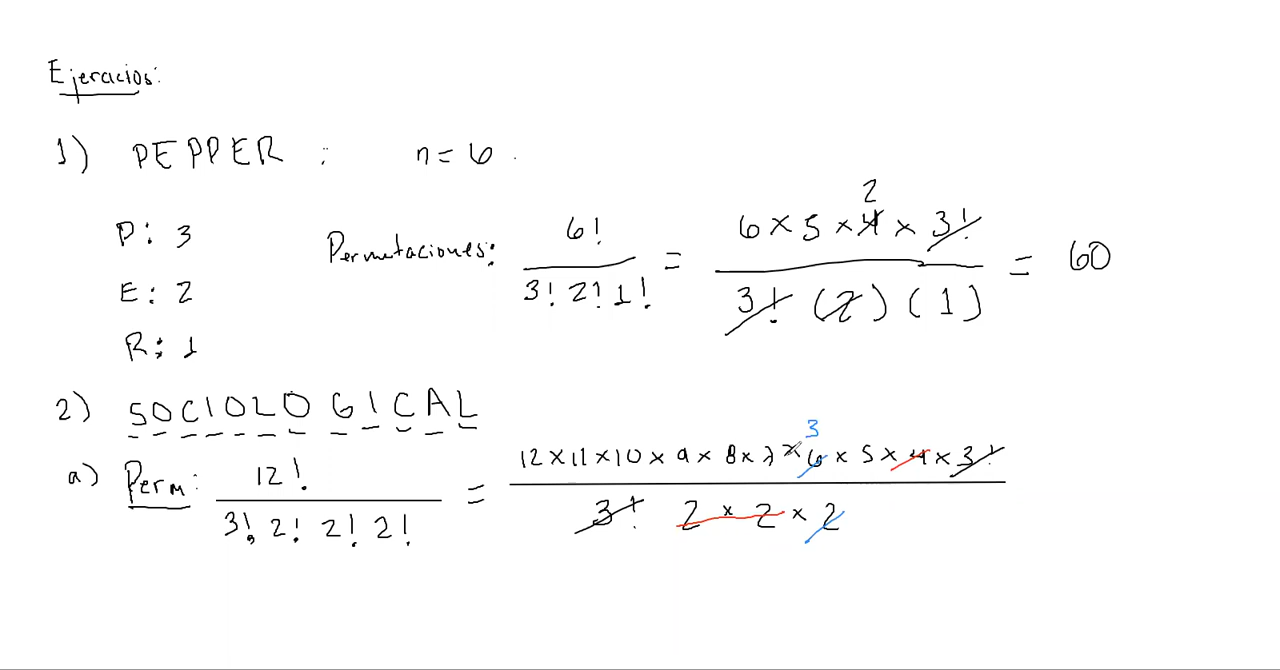 Ejercicios:
1) PEPPER : n = 6.
P: 3
E: 2
R: 1
Permutaciones: 6! / 3! 2! 1! = 6 × 5 × 4 × 3! / 3! (2) (1) = 60
2
2) SOCIOLOGICAL
a) Perm: 12! / 3! 2! 2! 2! = 12 × 11 × 10 × 9 × 8 × 7 × 6 × 5 × 4 × 3! / 3! 2 × 2 × 2
3